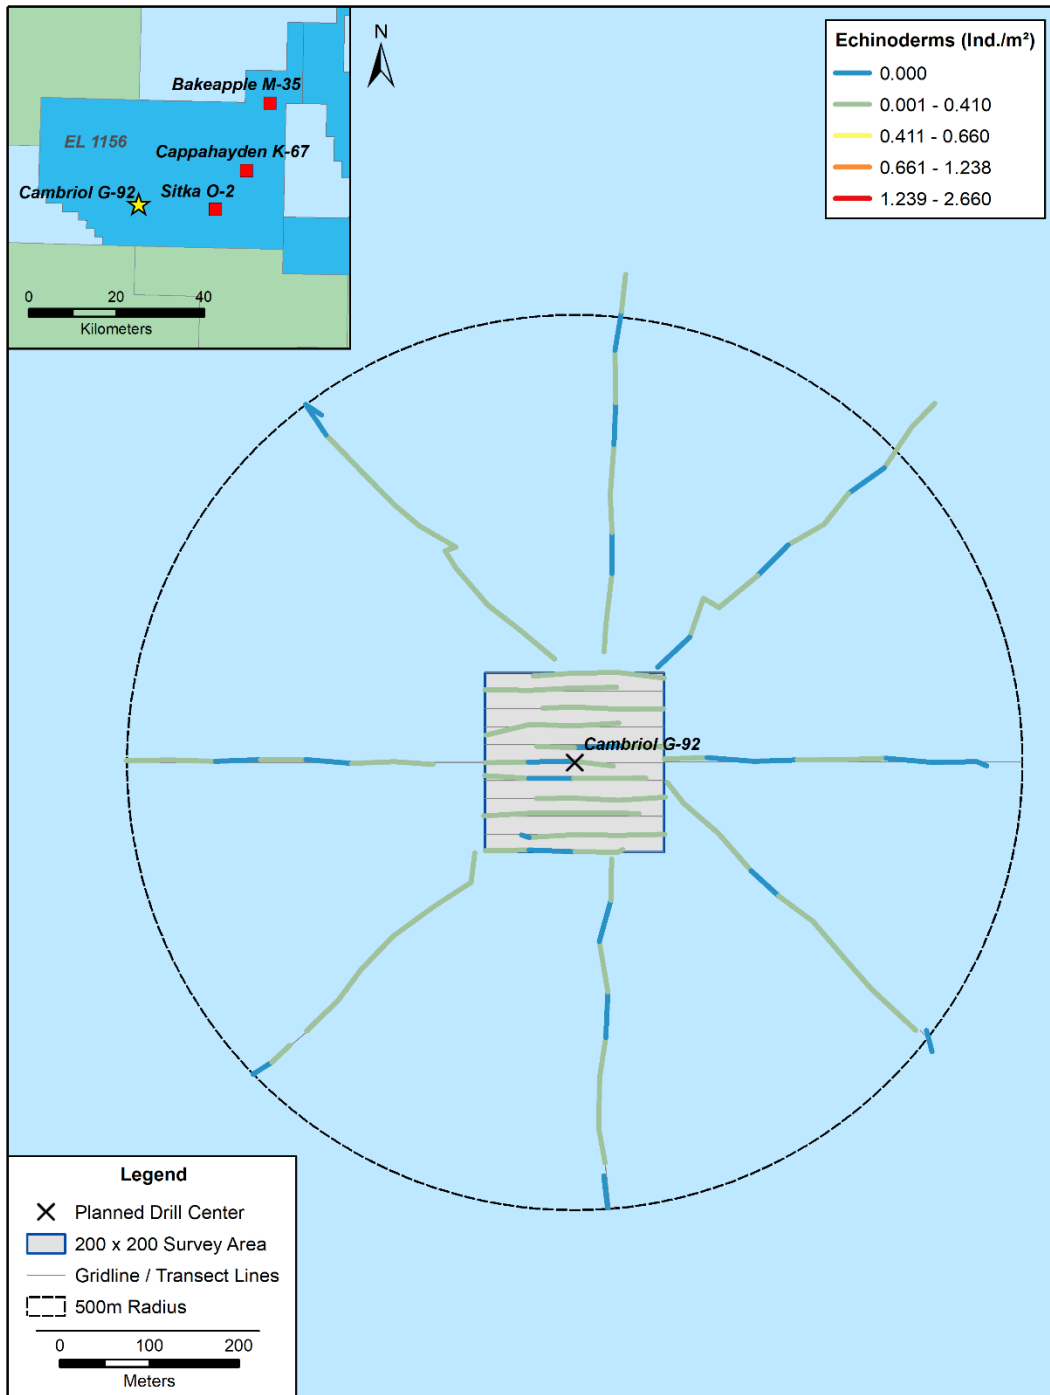 Bakeapple M-35
EL 1156
Cappahayden K-67
Cambriol G-92
Sitka O-2
0 20 40
Kilometers
N
Echinoderms (Ind./m²)
0.000
0.001 - 0.410
0.411 - 0.660
0.661 - 1.238
1.239 - 2.660
Cambriol G-92
Legend
Planned Drill Center
200 x 200 Survey Area
Gridline / Transect Lines
500m Radius
0 100 200
Meters